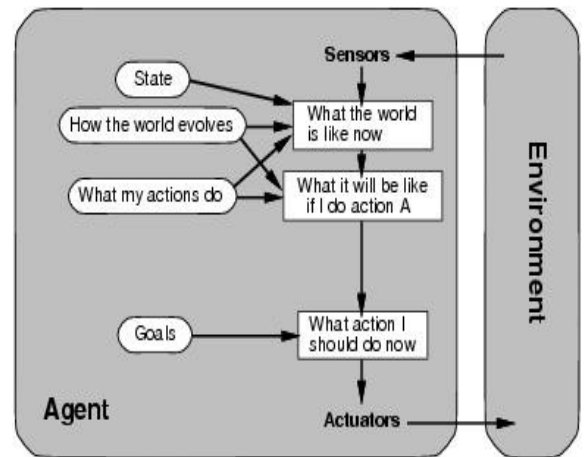 Sensors
State
What the world
is like now
How the world evolves
What my actions do
What it will be like
if I do action A
Goals
What action I
should do now
Agent
Actuators
Environment